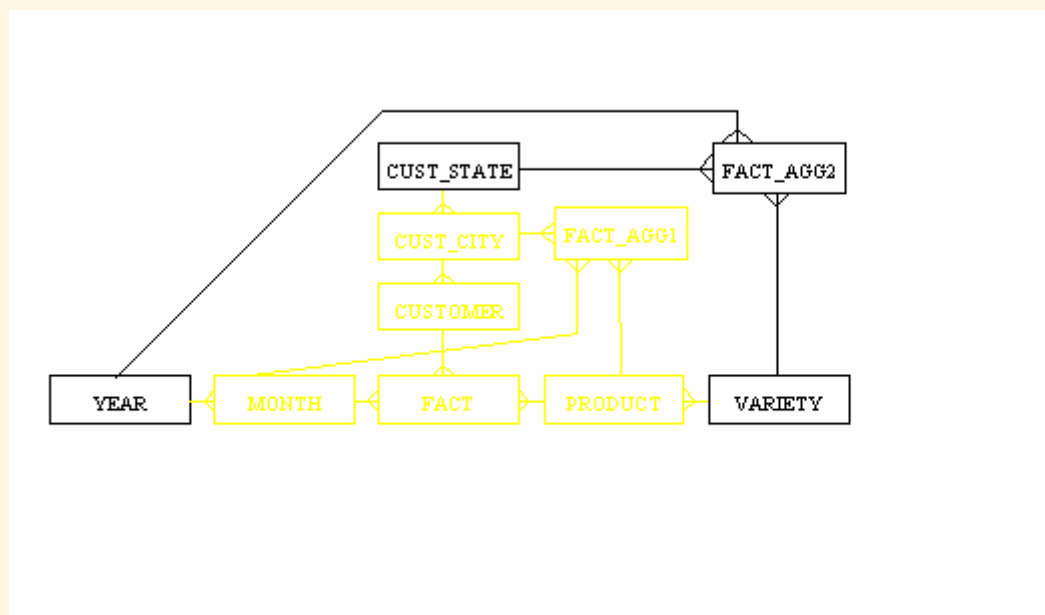 CUST_STATE
FACT_AGG2
CUST_CITY
FACT_AGG1
CUSTOMER
YEAR
MONTH
FACT
PRODUCT
VARIETY